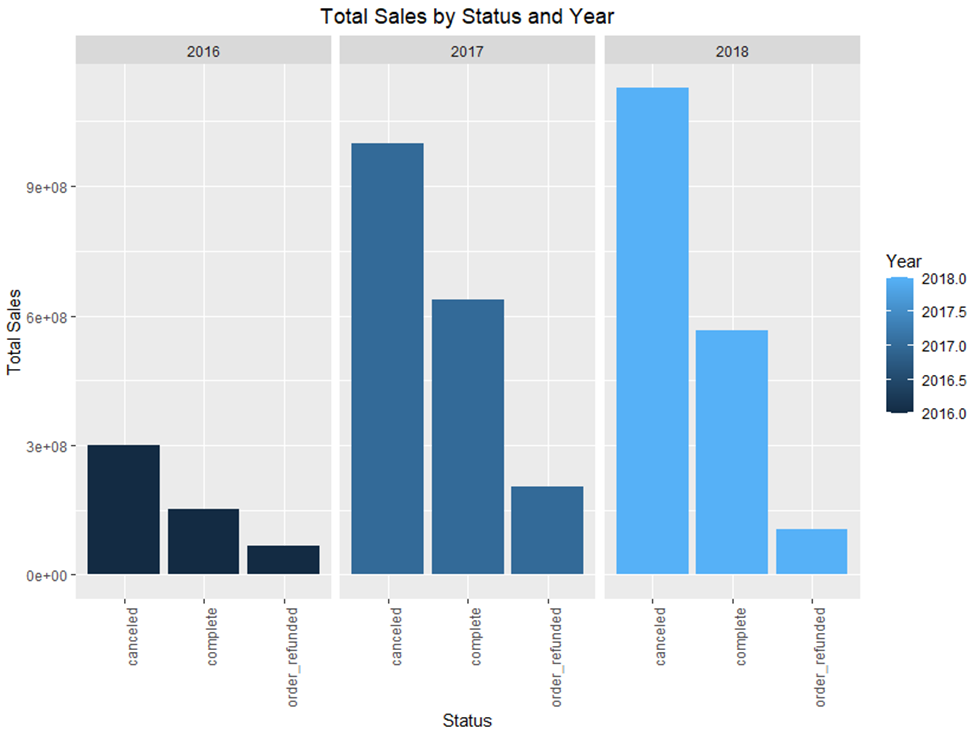 Total Sales by Status and Year
2016
2017
2018
Total Sales
9e+08
6e+08
3e+08
0e+00
canceled
complete
order_refunded
canceled
complete
order_refunded
canceled
complete
order_refunded
Status
Year
2018.0
2017.5
2017.0
2016.5
2016.0